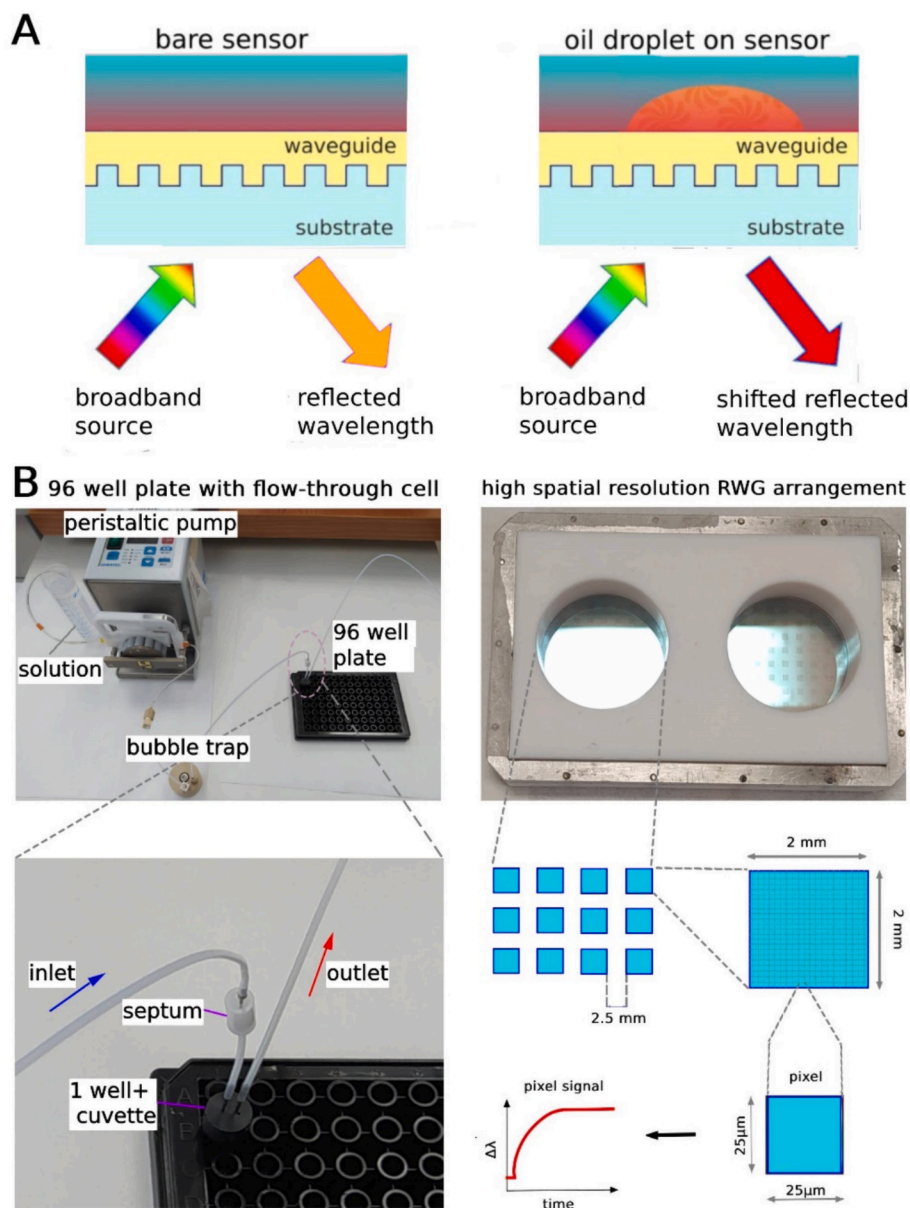 A
bare sensor
oil droplet on sensor
waveguide
substrate
waveguide
substrate
broadband
source
reflected
wavelength
broadband
source
shifted reflected
wavelength
B
96 well plate with flow-through cell
high spatial resolution RWG arrangement
peristaltic pump
solution
96 well
plate
bubble trap
inlet
outlet
septum
1 well+
cuvette
2 mm
2 mm
2.5 mm
pixel
25μm
25μm
pixel signal
Δλ
time
A
B